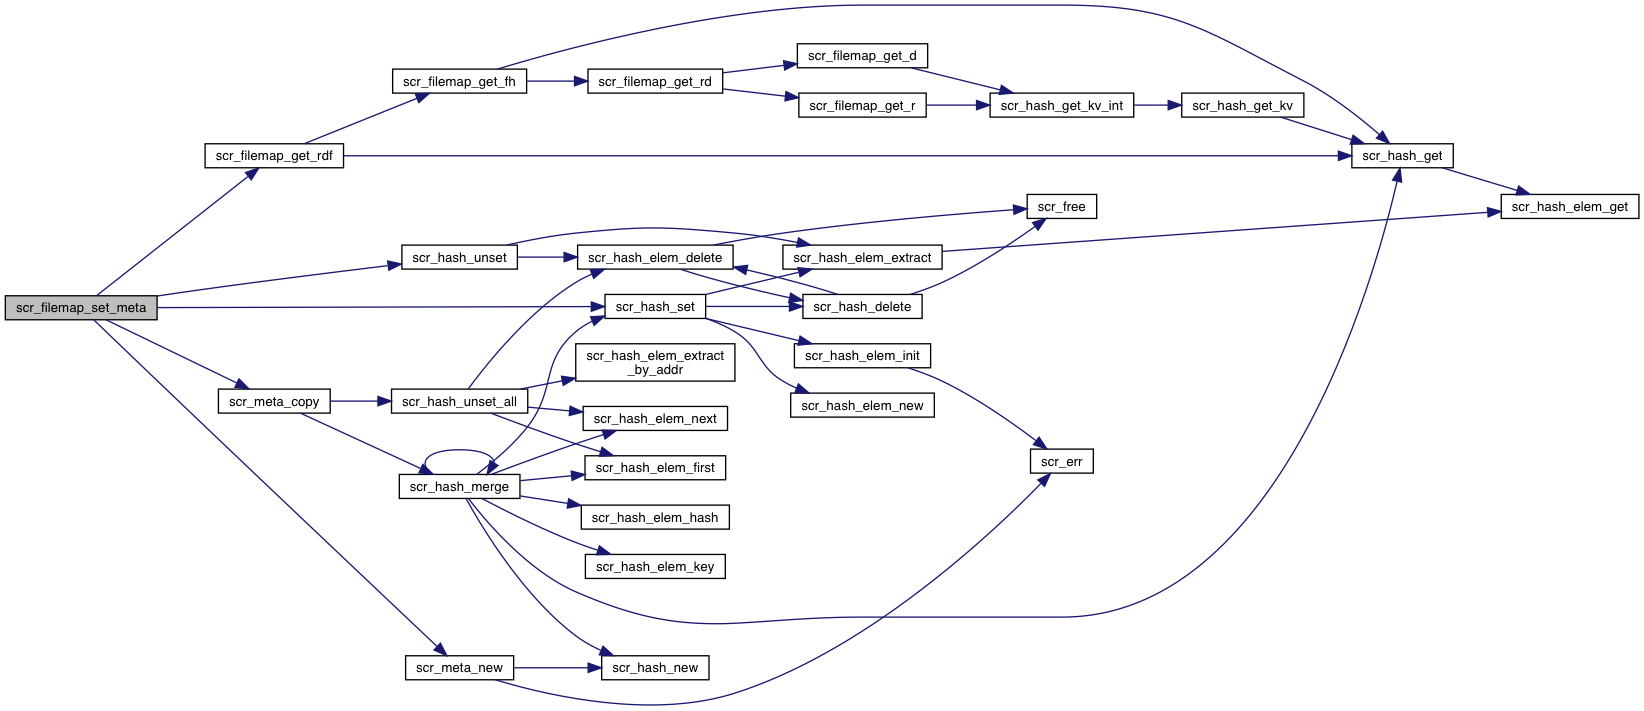 scr_filemap_get_d
scr_filemap_get_fh
scr_filemap_get_rd
scr_filemap_get_r
scr_hash_get_kv_int
scr_hash_get_kv
scr_filemap_get_rdf
scr_hash_get
scr_free
scr_hash_elem_get
scr_hash_unset
scr_hash_elem_delete
scr_hash_elem_extract
scr_filemap_set_meta
scr_hash_set
scr_hash_delete
scr_hash_elem_extract
_by_addr
scr_hash_elem_init
scr_meta_copy
scr_hash_unset_all
scr_hash_elem_new
scr_hash_elem_next
scr_hash_elem_first
scr_err
scr_hash_merge
scr_hash_elem_hash
scr_hash_elem_key
scr_meta_new
scr_hash_new